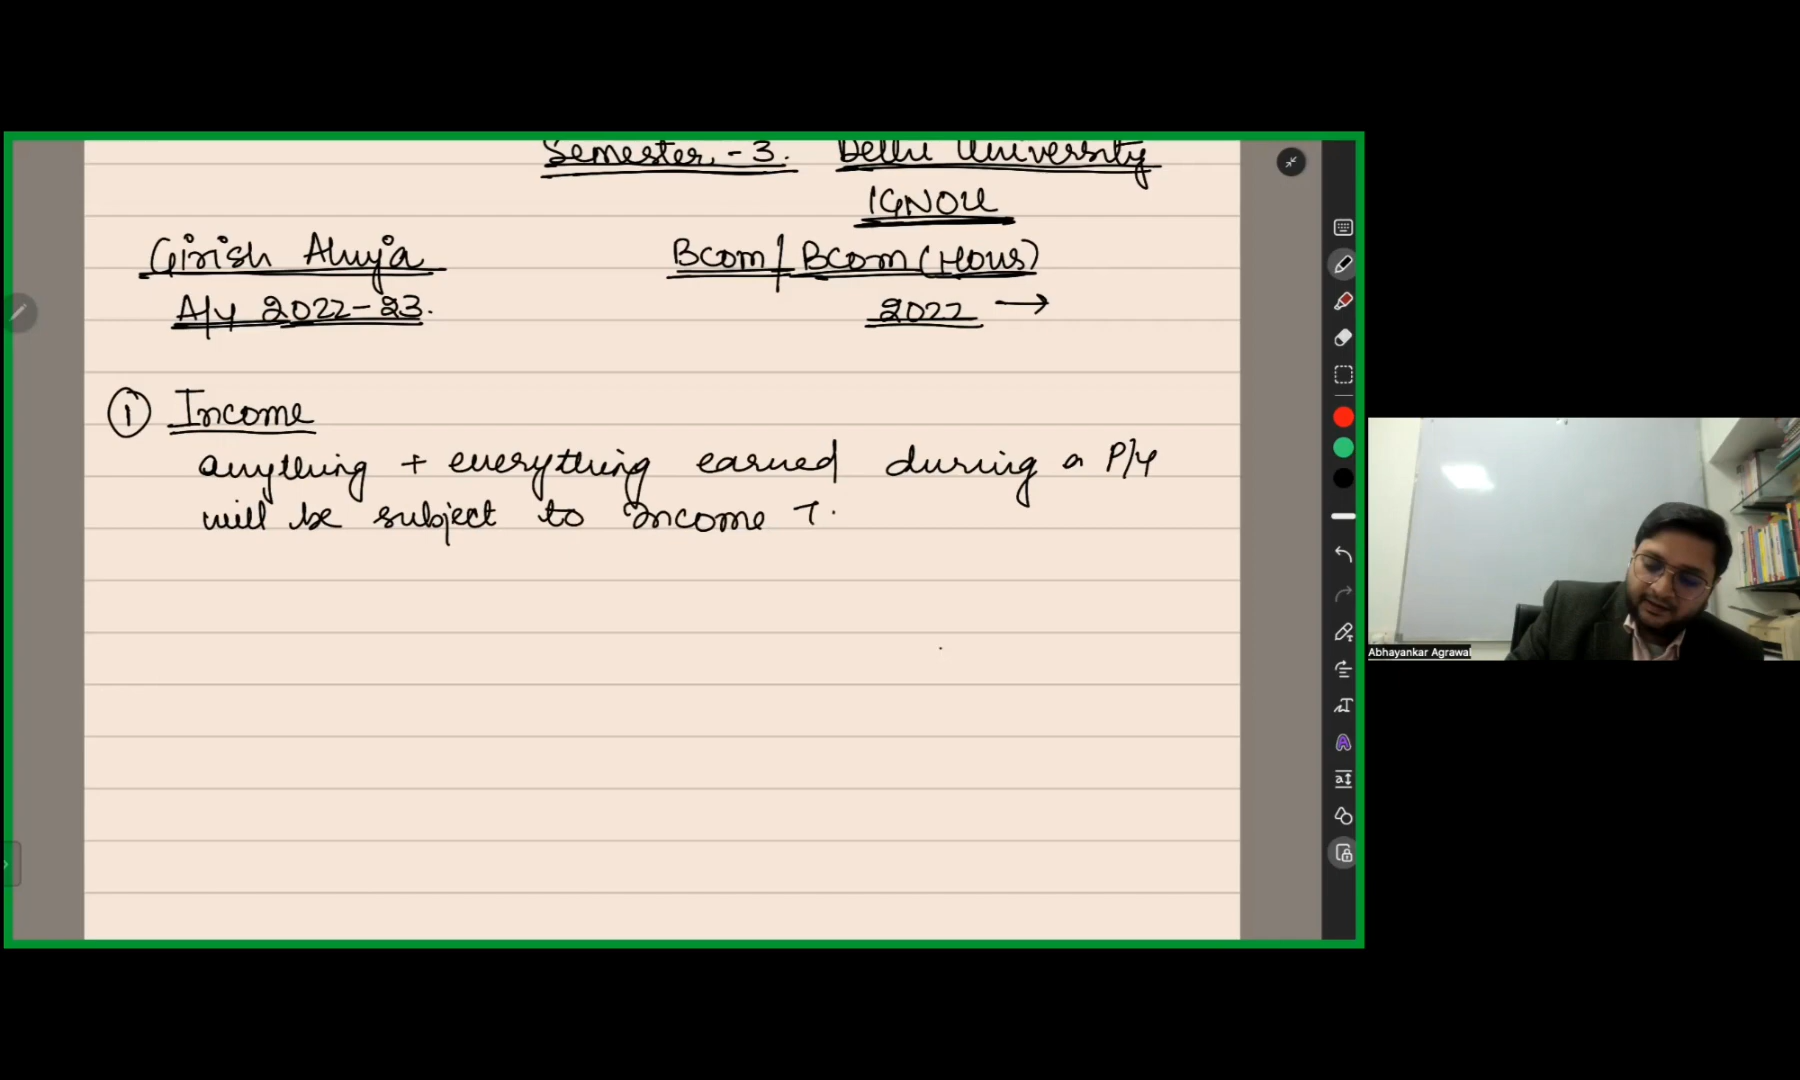 Semester - 3. Delhi University
IGNOU
Girish Ahuja Bcom / Bcom (Hons)
A/y 2022-23. 2022 →
① Income
anything + everything earned during a P/y
will be subject to income T.
Abhayankar Agrawal